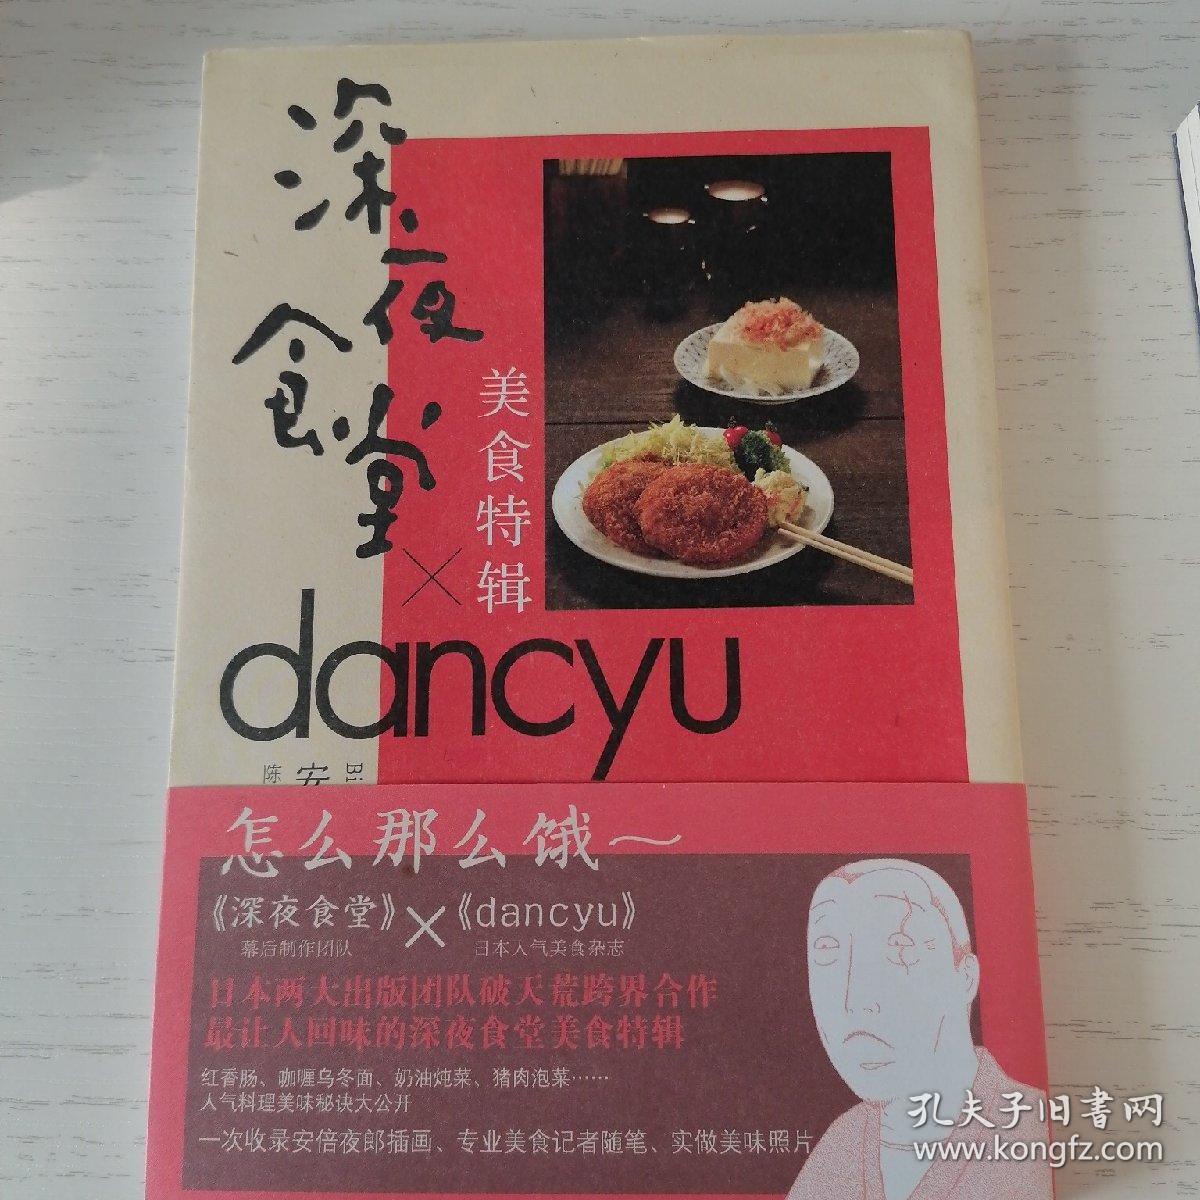 深夜
食堂
美食特辑
×
dancyu
陈
安
Bi
怎么那么饿～
《深夜食堂》×《dancyu》
幕后制作团队 日本人气美食杂志
日本两大出版团队破天荒跨界合作
最让人回味的深夜食堂美食特辑
红香肠、咖喱乌冬面、奶油炖菜、猪肉泡菜……
人气料理美味秘诀大公开
一次收录安倍夜郎插画、专业美食记者随笔、实做美味照片
孔夫子旧书网
www.kongfz.com